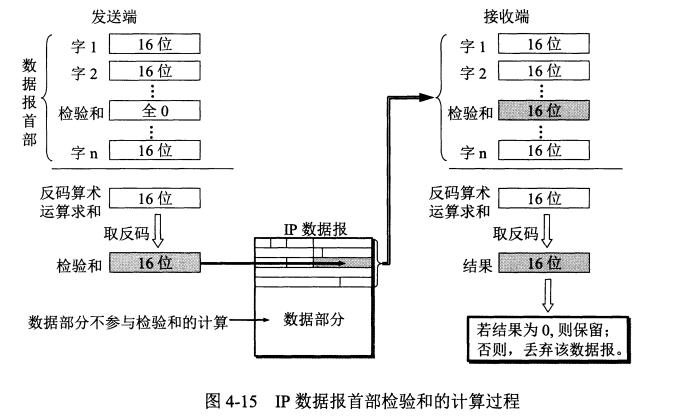 发送端
数据报首部
字 1 16 位
字 2 16 位
检验和 全 0
字 n 16 位
反码算术
运算求和 16 位
取反码
检验和 16 位
数据部分不参与检验和的计算
IP 数据报
数据部分
接收端
字 1 16 位
字 2 16 位
检验和 16 位
字 n 16 位
反码算术
运算求和 16 位
取反码
结果 16 位
若结果为 0, 则保留;
否则，丢弃该数据报。
图 4-15 IP 数据报首部检验和的计算过程